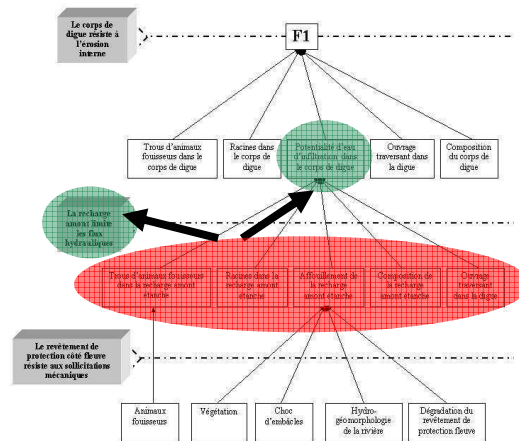 Le corps de
digue résiste à
l'érosion
interne
F1
Trous d'animaux
fouisseurs dans le
corps de digue
Racines dans
le corps de
digue
Potentialité d'eau
d'infiltration dans
le corps de digue
Ouvrage
traversant dans
la digue
Composition
du corps de
digue
La recharge
amont limite
les flux
hydrauliques
Trous d'animaux fouisseurs
dans la recharge amont
étanche
Racines dans la
recharge amont
étanche
Affouillement de
la recharge
amont étanche
Composition de
la recharge
amont étanche
Ouvrage
traversant
dans la digue
Le revêtement de
protection côté fleuve
résiste aux sollicitations
mécaniques
Animaux
fouisseurs
Végétation
Choc
d'embâcles
Hydro-
géomorphologie
de la rivière
Dégradation du
revêtement de
protection fleuve